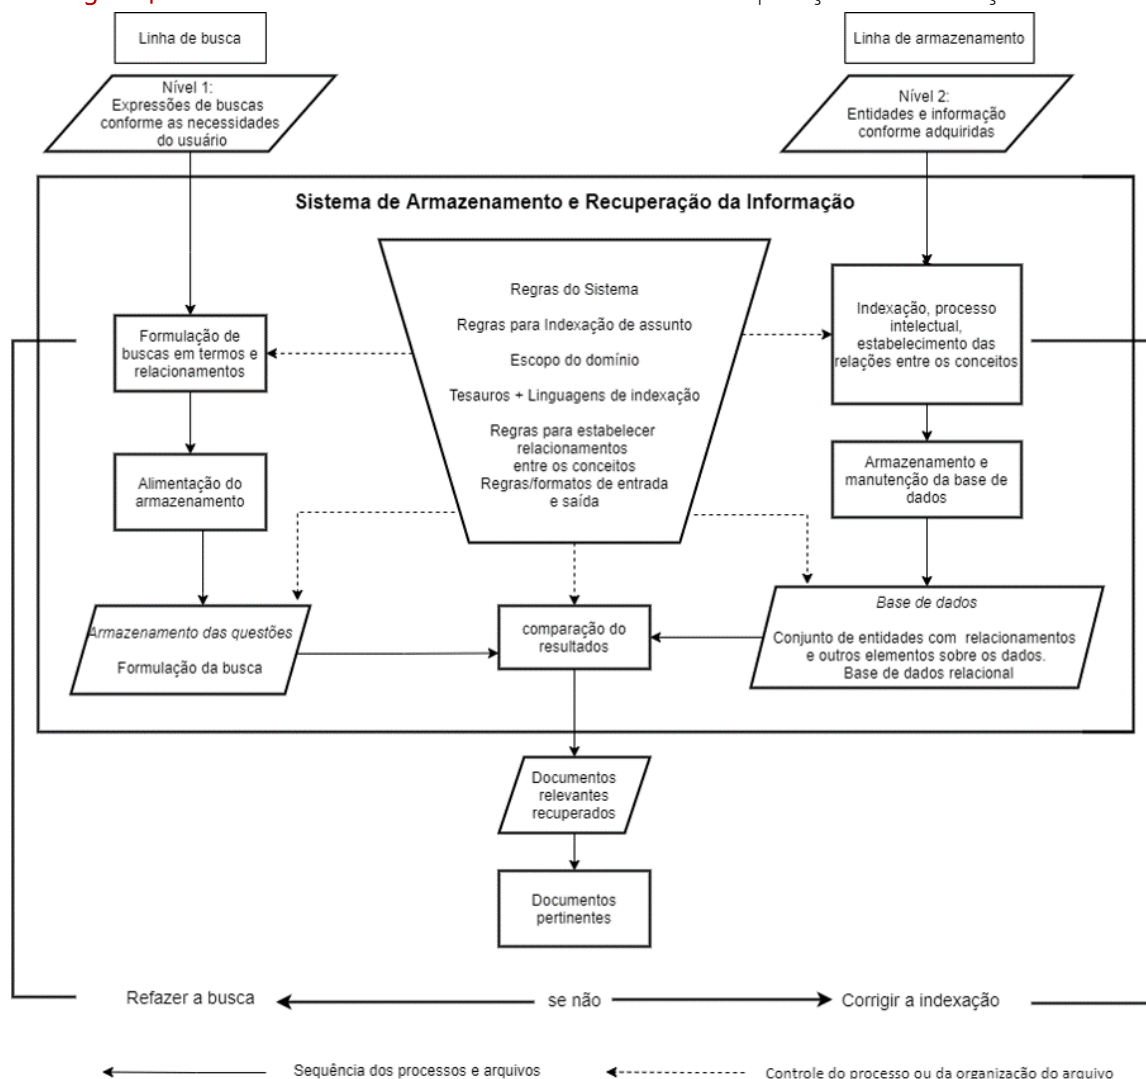 Linha de busca
Linha de armazenamento
Nível 1:
Expressões de buscas
conforme as necessidades
do usuário
Nível 2:
Entidades e informação
conforme adquiridas
Sistema de Armazenamento e Recuperação da Informação
Regras do Sistema
Regras para Indexação de assunto
Escopo do domínio
Tesauros + Linguagens de indexação
Regras para estabelecer
relacionamentos
entre os conceitos
Regras/formatos de entrada
e saída
Formulação de
buscas em termos e
relacionamentos
Indexação, processo
intelectual,
estabelecimento das
relações entre os conceitos
Alimentação do
armazenamento
Armazenamento e
manutenção da base de
dados
Armazenamento das questões
Formulação da busca
comparação do
resultados
Base de dados
Conjunto de entidades com relacionamentos
e outros elementos sobre os dados.
Base de dados relacional
Documentos
relevantes
recuperados
Documentos
pertinentes
Refazer a busca
se não
Corrigir a indexação
Sequência dos processos e arquivos
Controle do processo ou da organização do arquivo